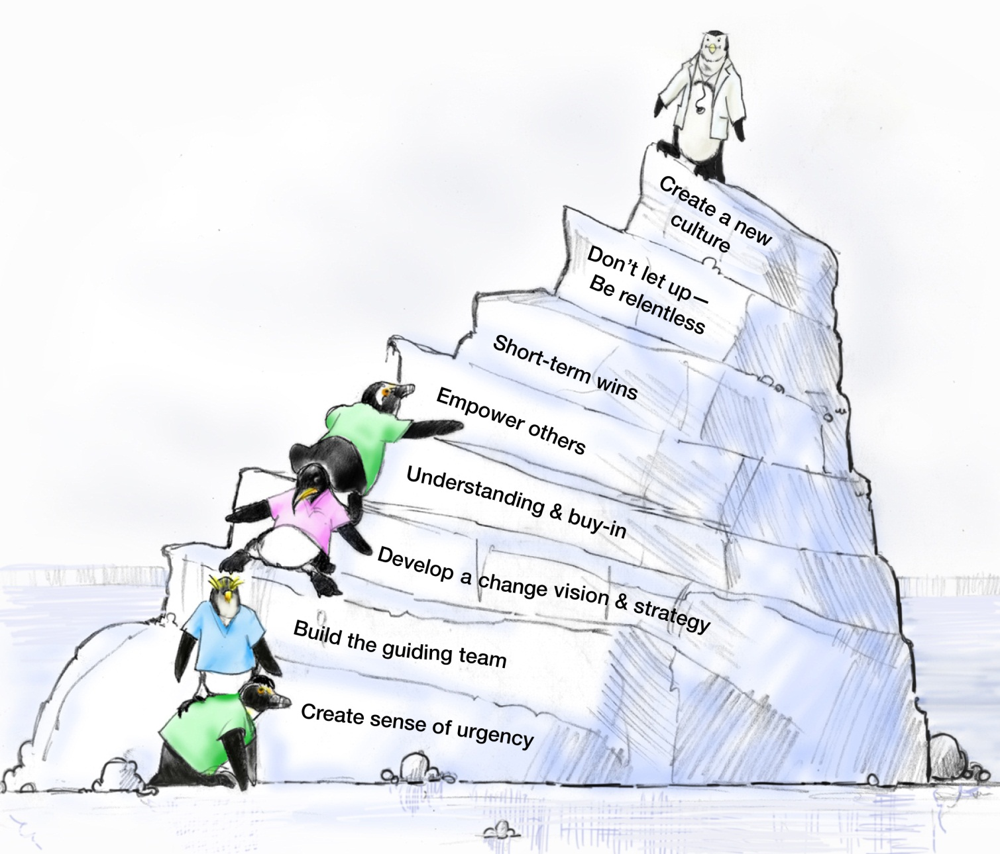 Create a new
culture
Don't let up—
Be relentless
Short-term wins
Empower others
Understanding & buy-in
Develop a change vision & strategy
Build the guiding team
Create sense of urgency